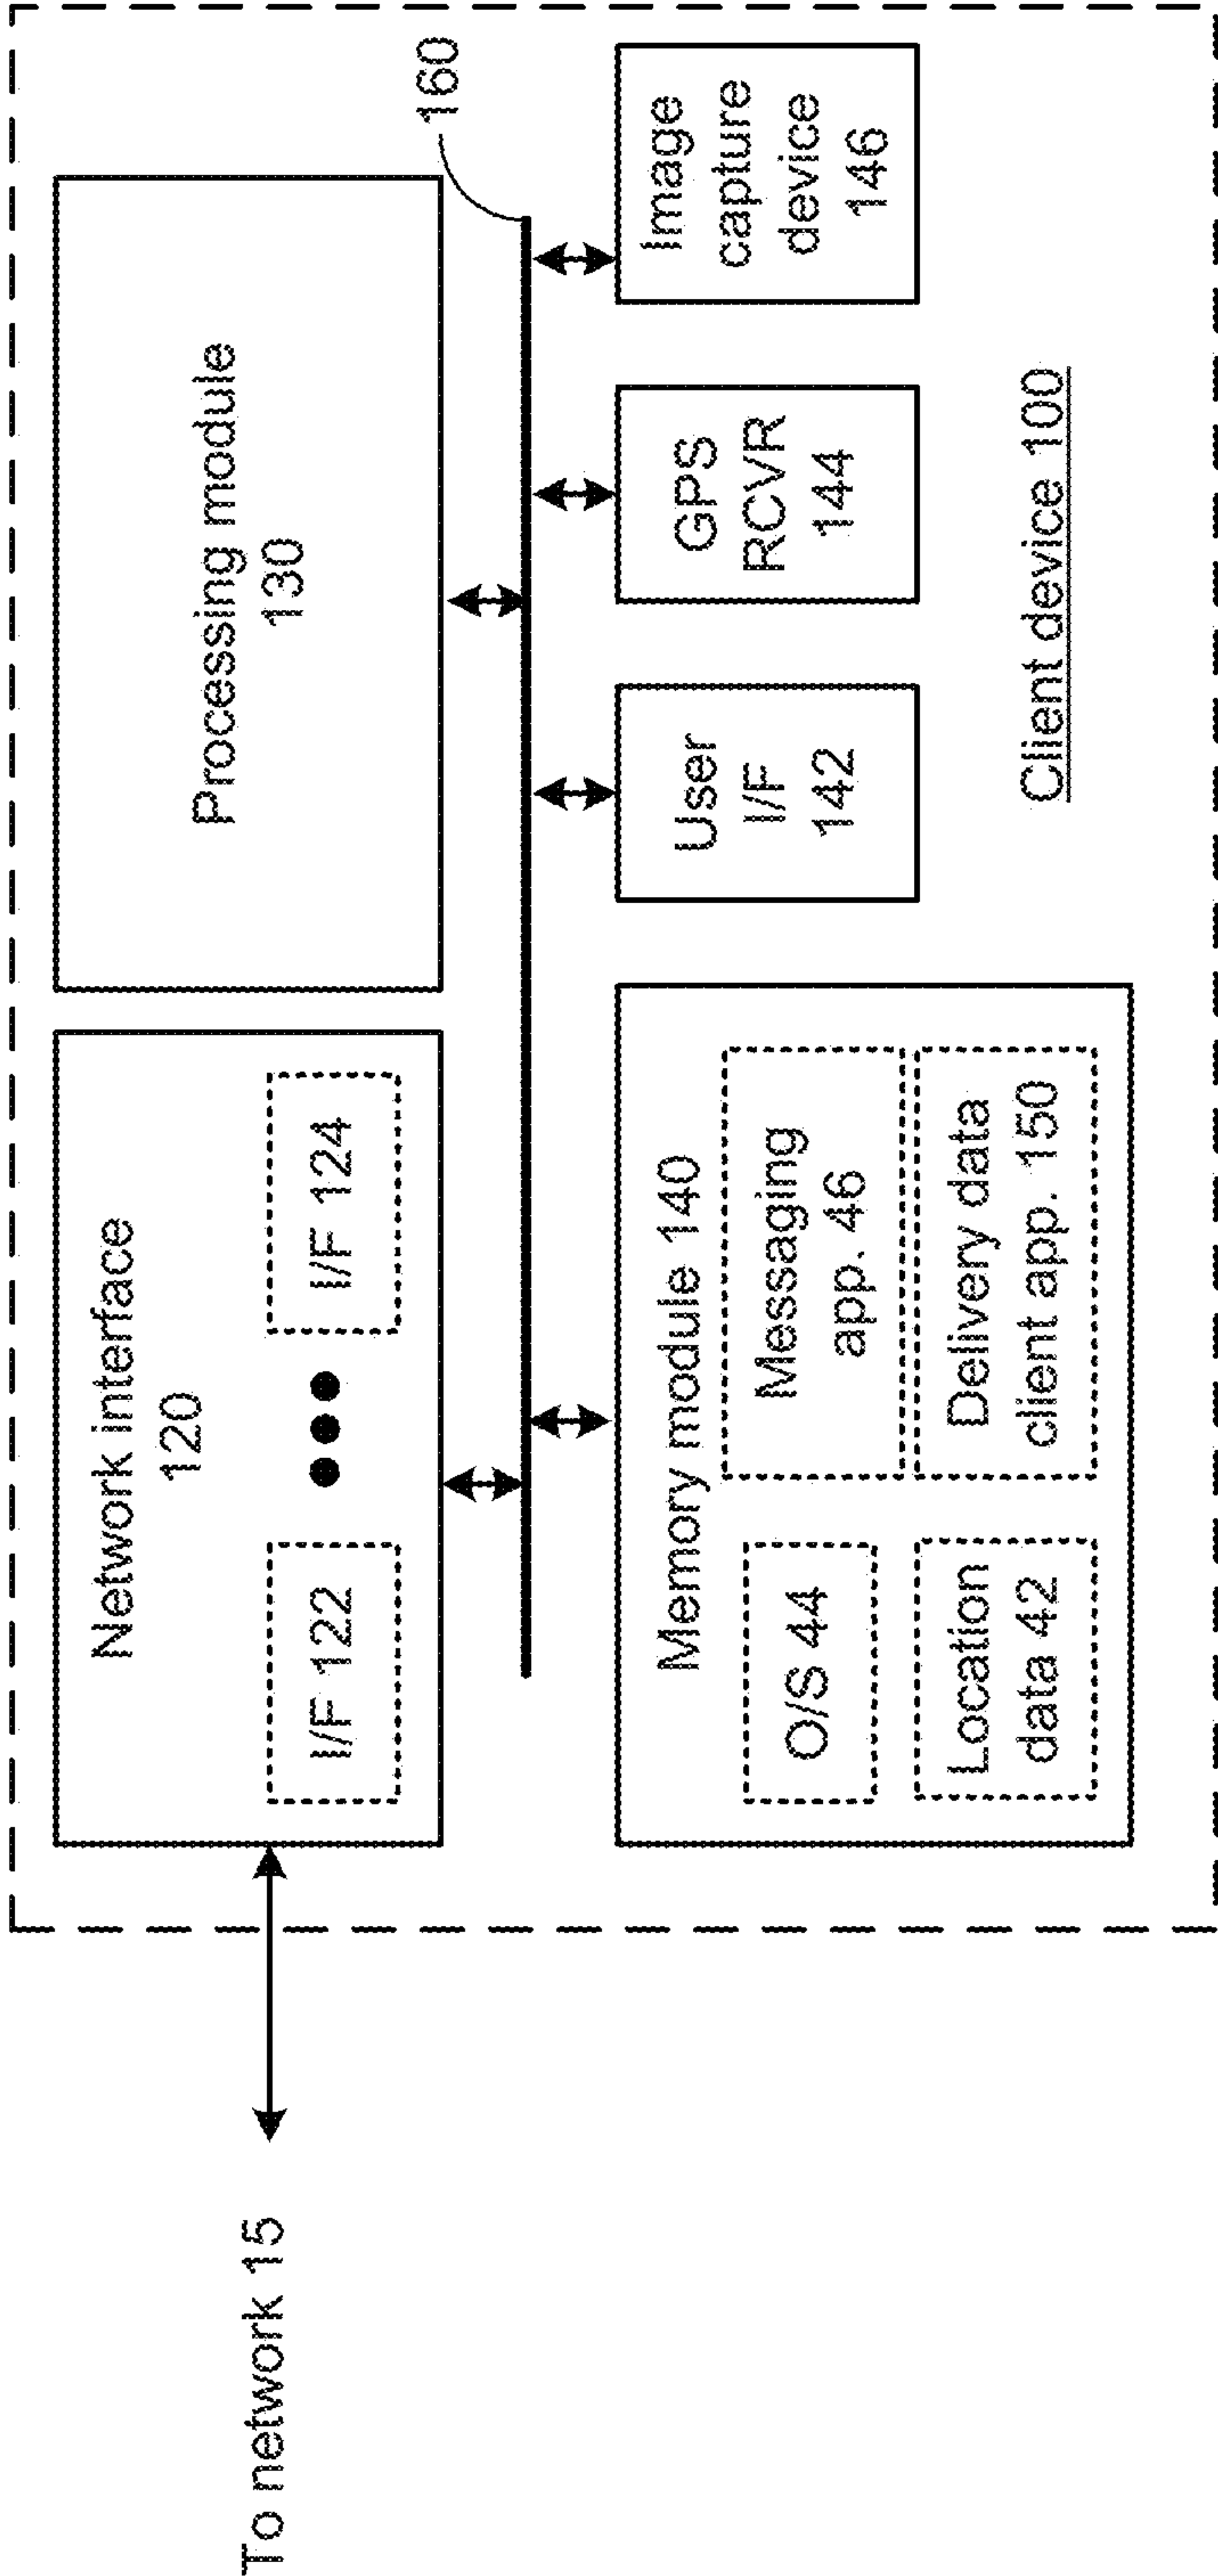 To network 15
Network interface
120
I/F 122
I/F 124
Processing module
130
160
Memory module 140
O/S 44
Messaging
app. 46
Location
data 42
Delivery data
client app. 150
User
I/F
142
GPS
RCVR
144
Image
capture
device
146
Client device 100